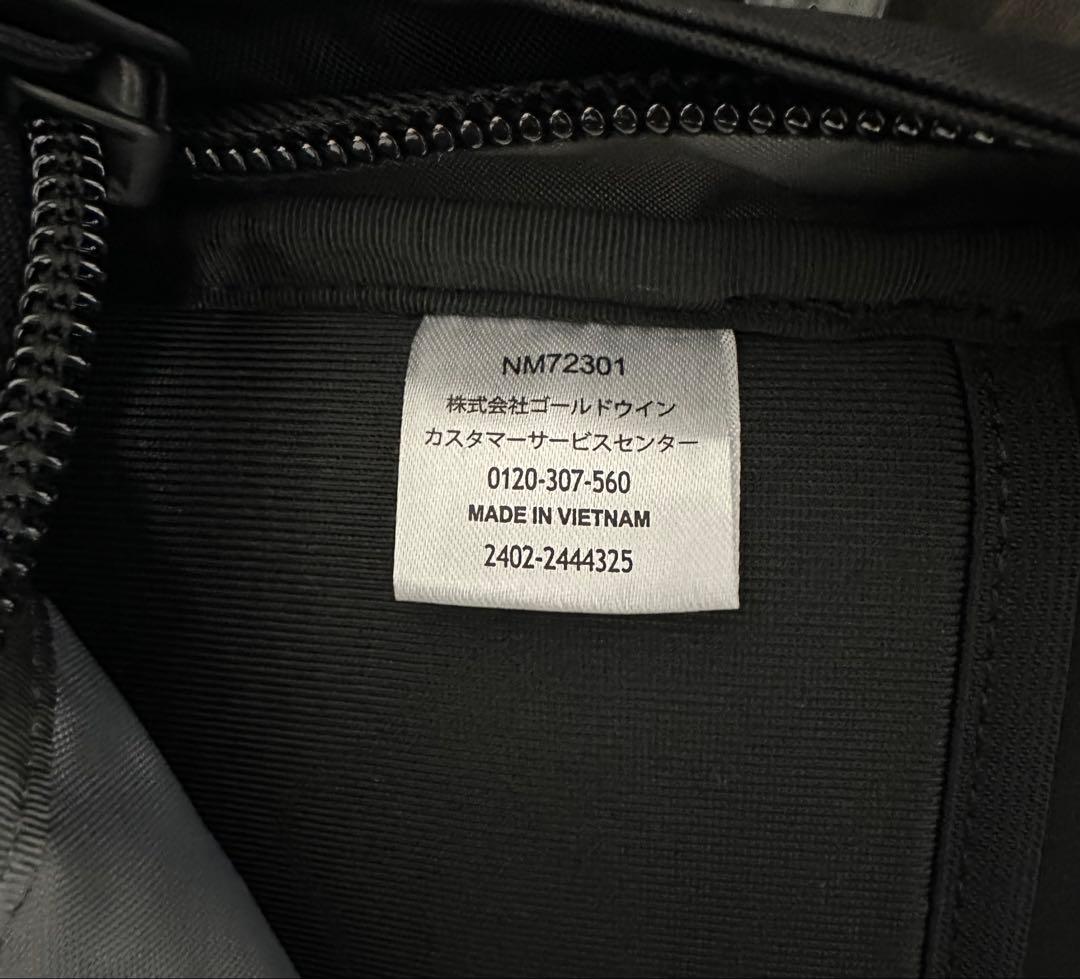 NM72301
株式会社ゴールドウイン
カスタマーサービスセンター
0120-307-560
MADE IN VIETNAM
2402-2444325